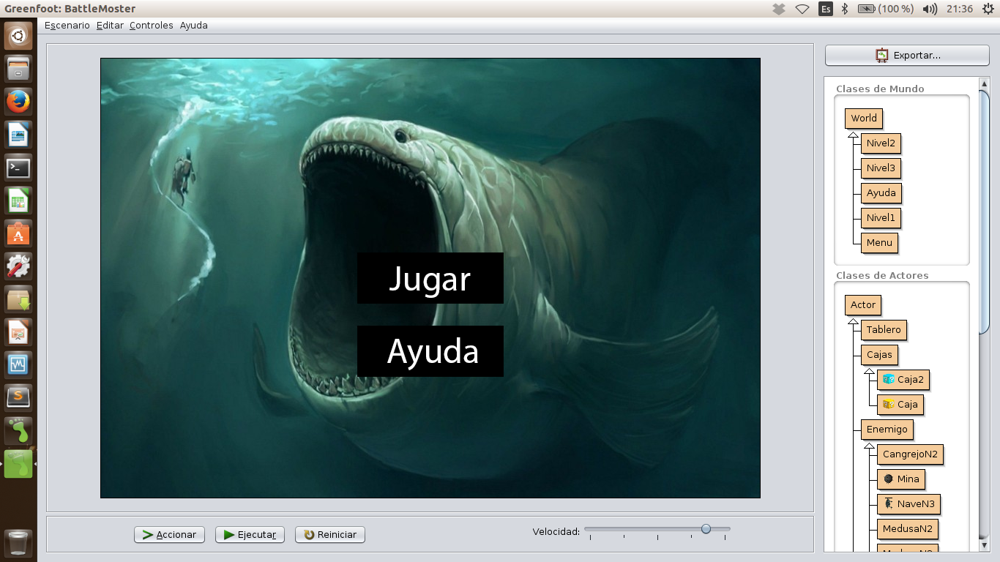 Greenfoot: BattleMoster
Es
(100 %)
21:36
Escenario Editar Controles Ayuda
Exportar...
Clases de Mundo
World
Nivel2
Nivel3
Ayuda
Nivel1
Menu
Jugar
Ayuda
Clases de Actores
Actor
Tablero
Cajas
Caja2
Caja
Enemigo
CangrejoN2
Mina
NaveN3
MedusaN2
Accionar
Ejecutar
Reiniciar
Velocidad: